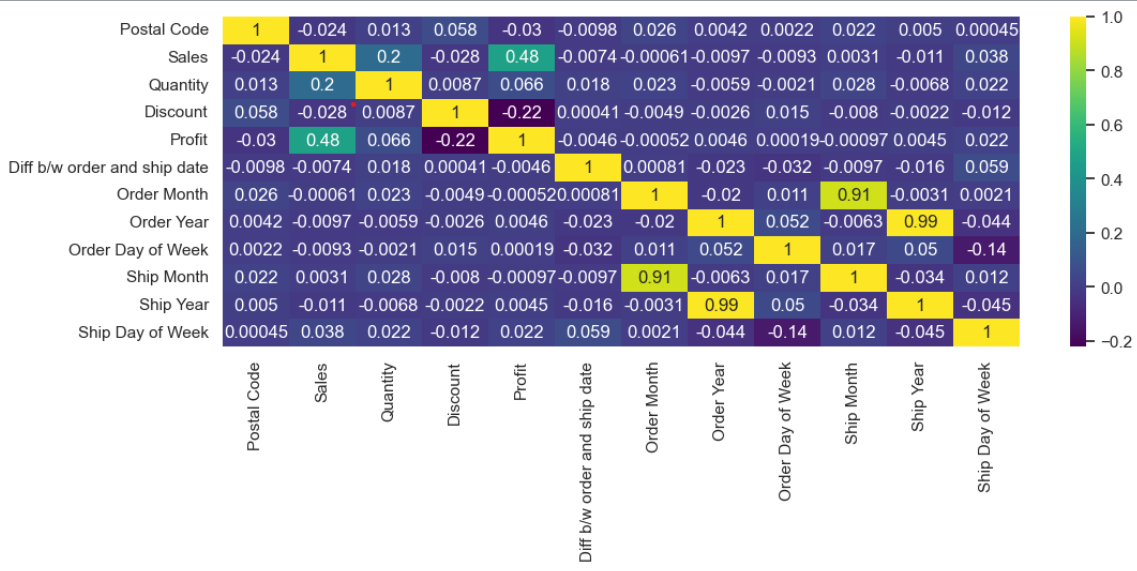 Postal Code 1 -0.024 0.013 0.058 -0.03 -0.0098 0.026 0.0042 0.0022 0.022 0.005 0.00045 1.0
Sales -0.024 1 0.2 -0.028 0.48 -0.0074 -0.00061 -0.0097 -0.0093 0.0031 -0.011 0.038
0.8
Quantity 0.013 0.2 1 0.0087 0.066 0.018 0.023 -0.0059 -0.0021 0.028 -0.0068 0.022
Discount 0.058 -0.028 0.0087 1 -0.22 0.00041 -0.0049 -0.0026 0.015 -0.008 -0.0022 -0.012
0.6
Profit -0.03 0.48 0.066 -0.22 1 -0.0046 -0.00052 0.0046 0.00019 -0.00097 0.0045 0.022
Diff b/w order and ship date -0.0098 -0.0074 0.018 0.00041 -0.0046 1 0.00081 -0.023 -0.032 -0.0097 -0.016 0.059
0.4
Order Month 0.026 -0.00061 0.023 -0.0049 -0.00052 0.00081 1 -0.02 0.011 0.91 -0.0031 0.0021
Order Year 0.0042 -0.0097 -0.0059 -0.0026 0.0046 -0.023 -0.02 1 0.052 -0.0063 0.99 -0.044
0.2
Order Day of Week 0.0022 -0.0093 -0.0021 0.015 0.00019 -0.032 0.011 0.052 1 0.017 0.05 -0.14
Ship Month 0.022 0.0031 0.028 -0.008 -0.00097 -0.0097 0.91 -0.0063 0.017 1 -0.034 0.012
0.0
Ship Year 0.005 -0.011 -0.0068 -0.0022 0.0045 -0.016 -0.0031 0.99 0.05 -0.034 1 -0.045
Ship Day of Week 0.00045 0.038 0.022 -0.012 0.022 0.059 0.0021 -0.044 -0.14 0.012 -0.045 1
−0.2
Postal Code
Sales
Quantity
Discount
Profit
Diff b/w order and ship date
Order Month
Order Year
Order Day of Week
Ship Month
Ship Year
Ship Day of Week